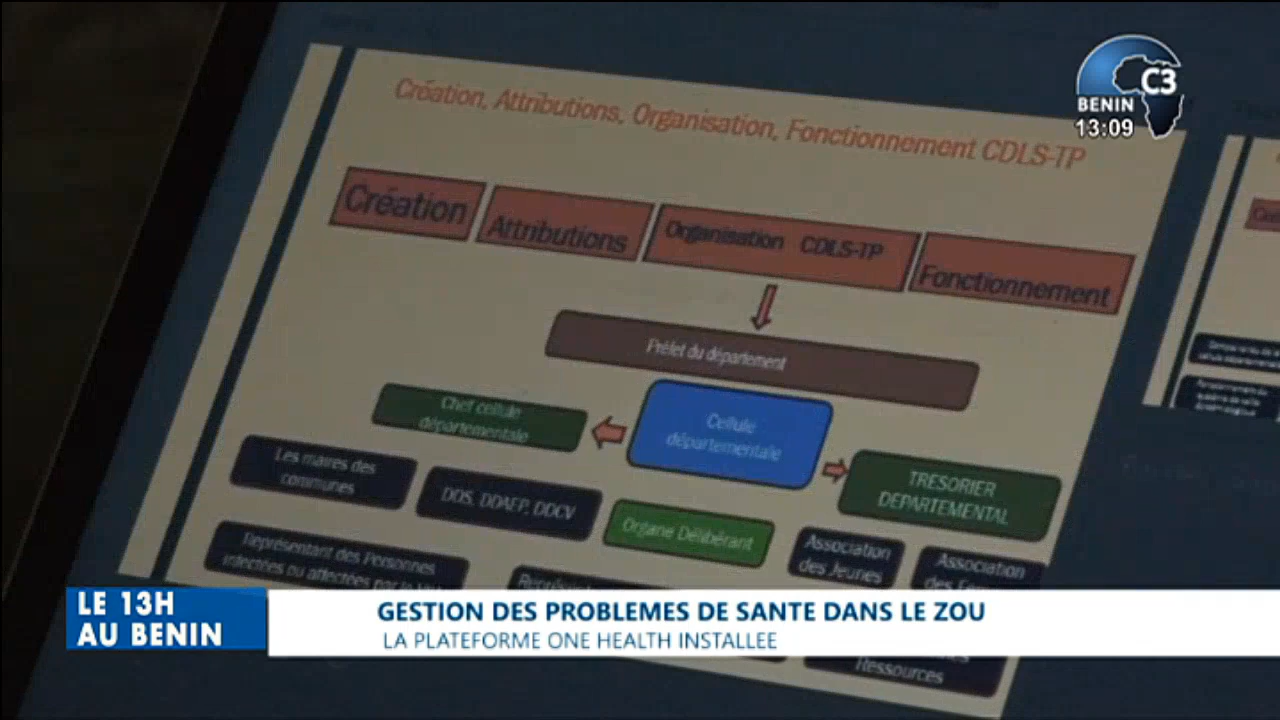 C3
BENIN
13:09
Création, Attributions, Organisation, Fonctionnement CDLS-TP
Création
Attributions
Organisation CDLS-TP
Fonctionnement
Préfet du département
Cellule
départementale
Chef cellule
départementale
TRESORIER
DEPARTEMENTAL
Les maires des
communes
DDS, DDAEP, DDCV
Organe Délibérant
Association
des Jeunes
Association
des
Représentant des Personnes
infectées ou affectées par le
Ressources
LE 13H
AU BENIN
GESTION DES PROBLEMES DE SANTE DANS LE ZOU
LA PLATEFORME ONE HEALTH INSTALLEE